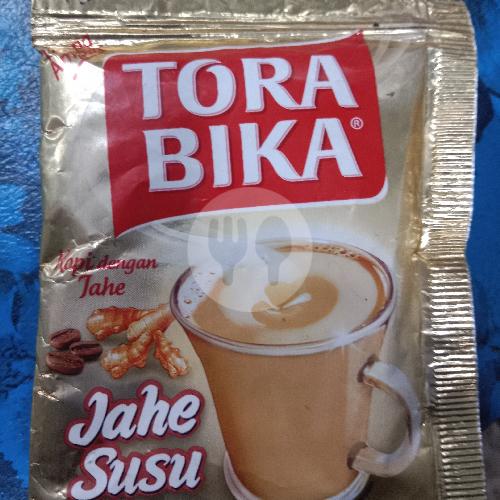 TORA
BIKA®
Kopi dengan
Jahe
Jahe
Susu